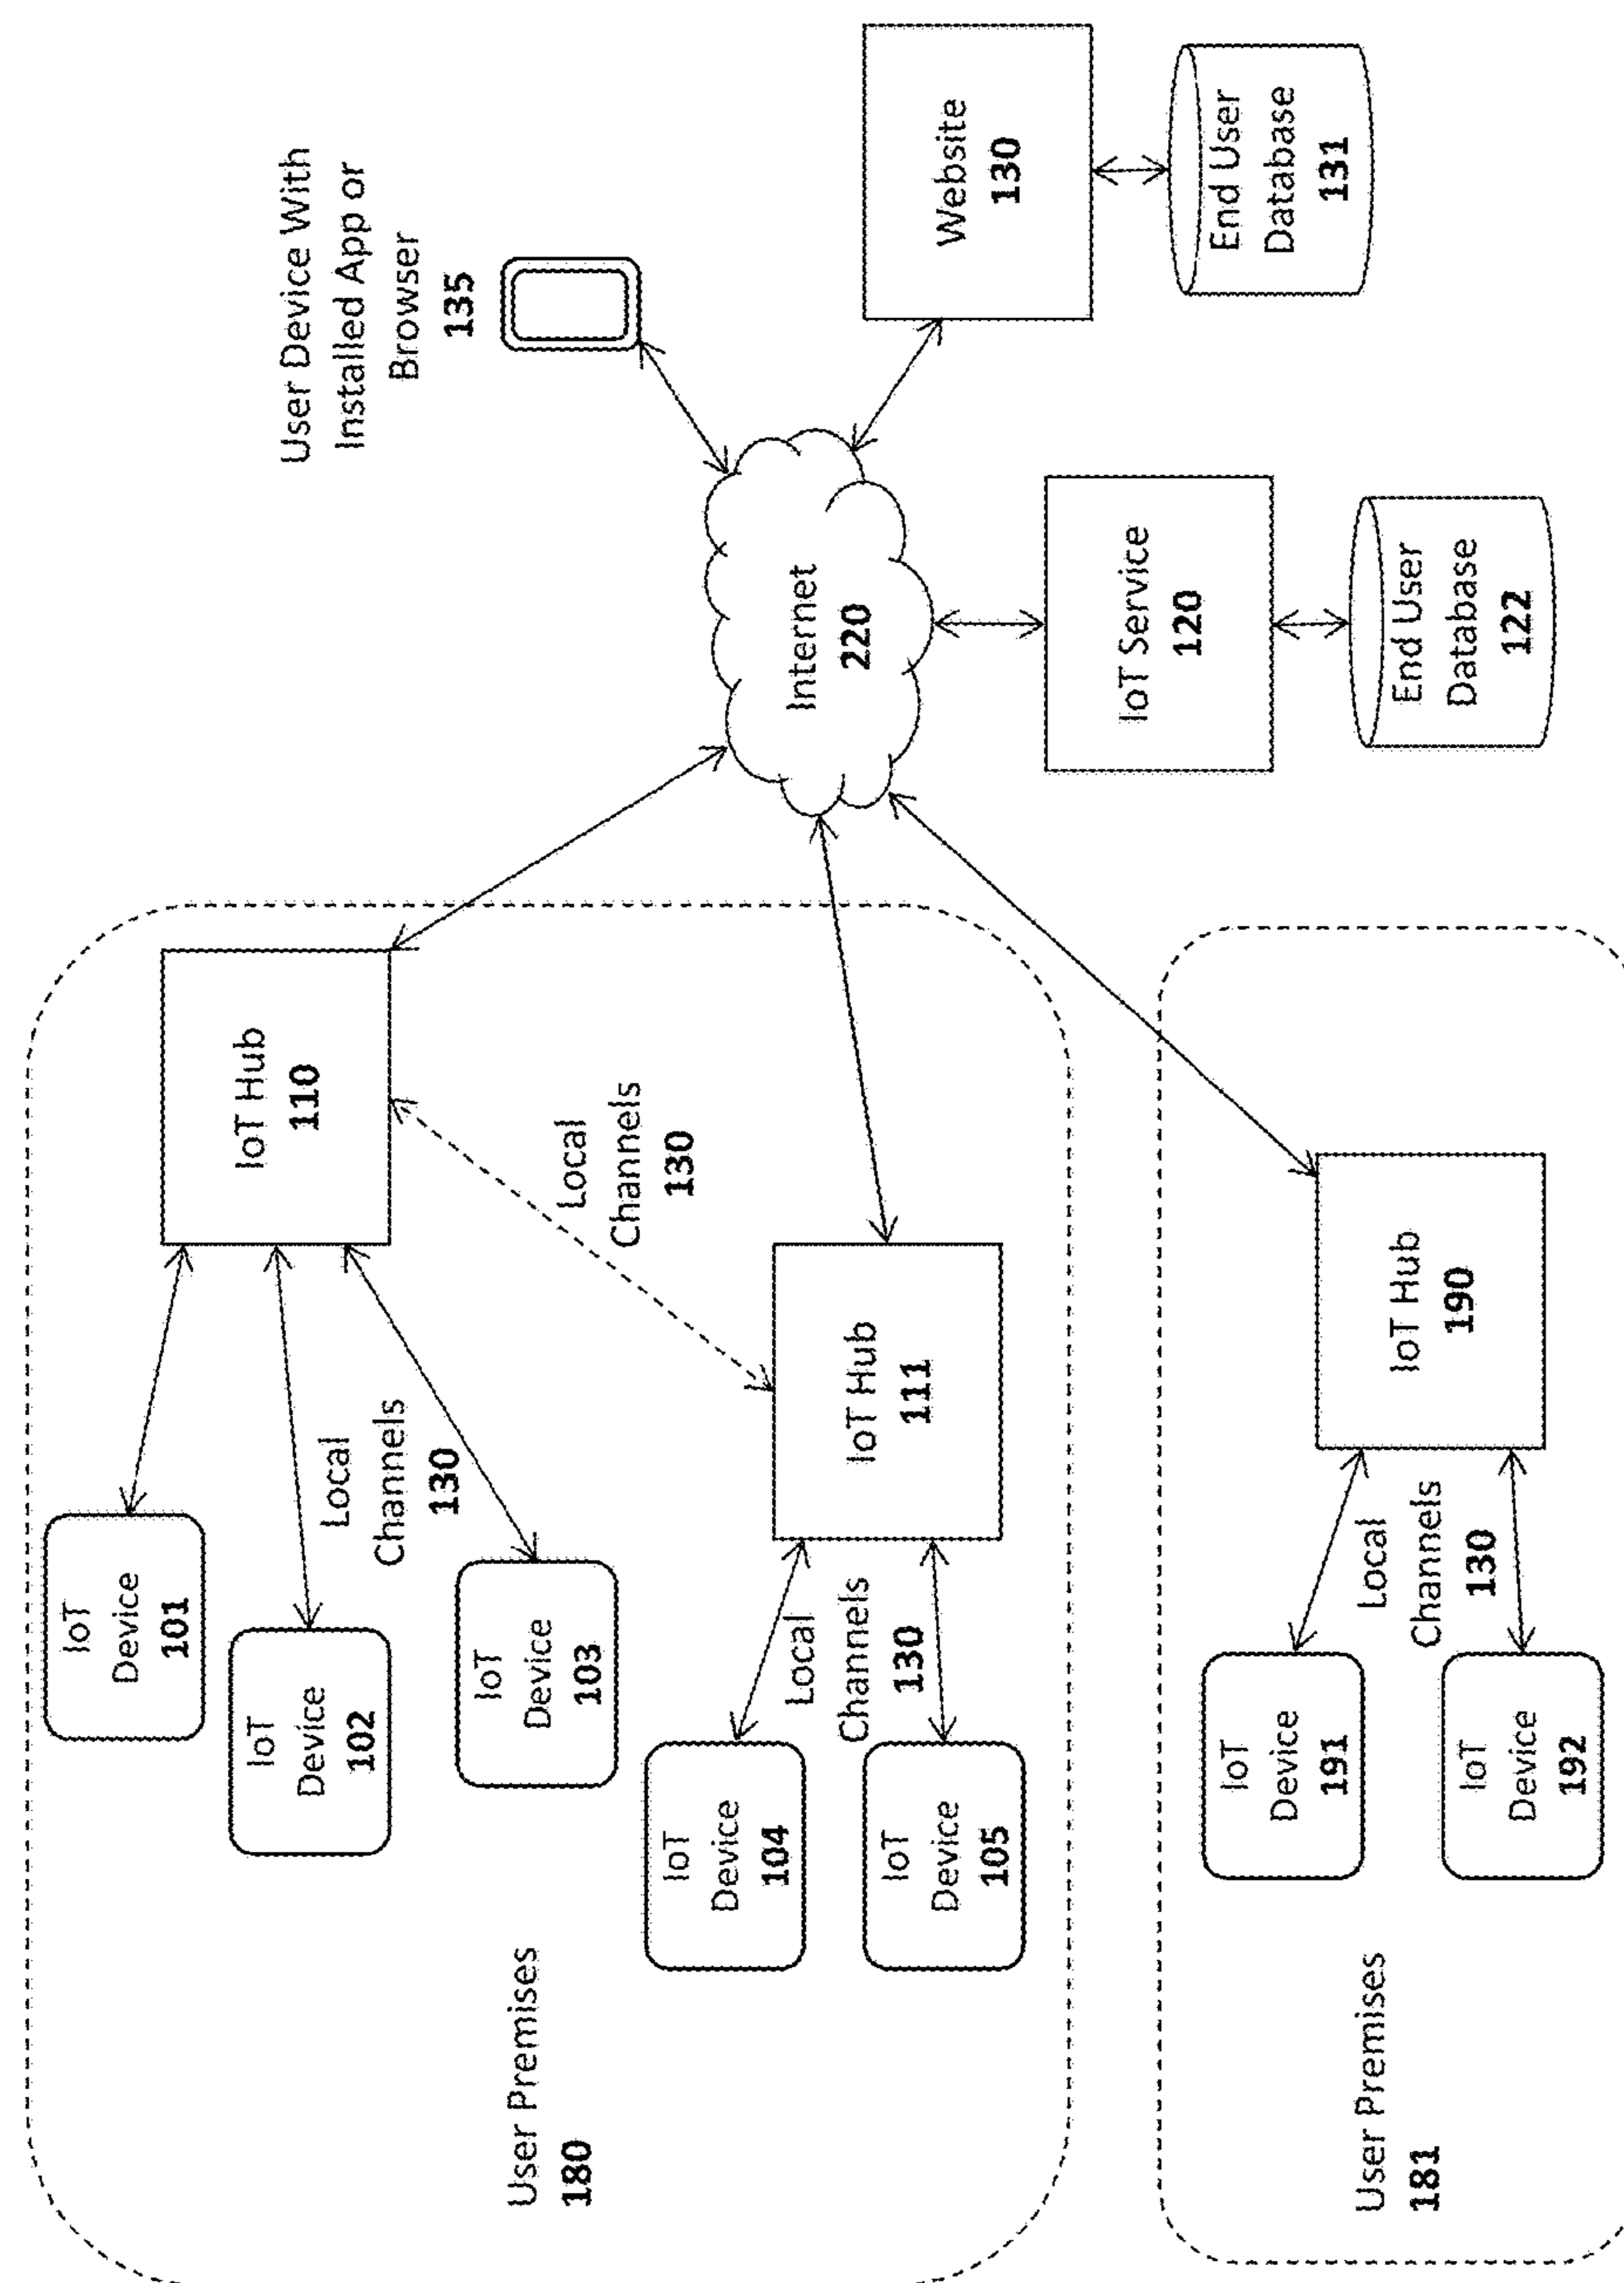 IoT
Device
101
IoT
Device
102
IoT
Device
103
Local
Channels
130
IoT Hub
110
Local
Channels
130
User Premises
180
IoT
Device
104
IoT
Device
105
Local
Channels
130
IoT Hub
111
User Device With
Installed App or
Browser
135
Internet
220
Website
130
End User
Database
131
IoT Service
120
End User
Database
122
User Premises
181
IoT
Device
191
IoT
Device
192
Local
Channels
130
IoT Hub
190